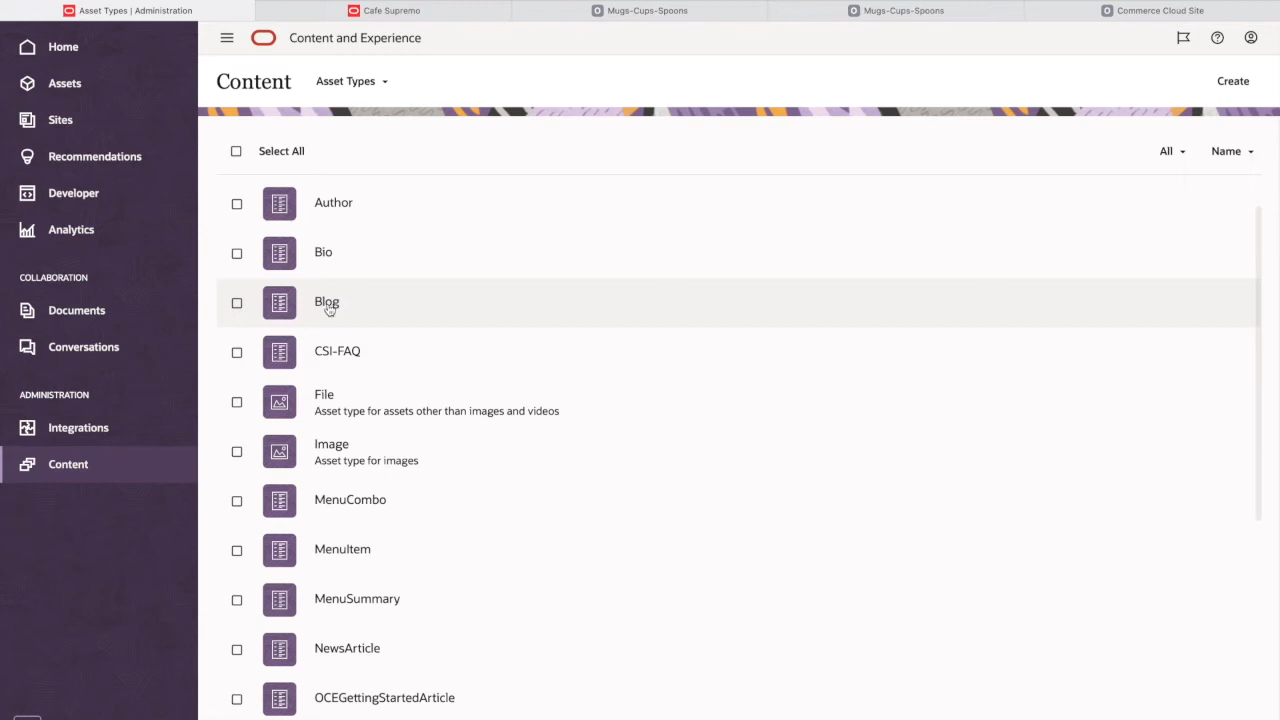 Asset Types | Administration
Cafe Supremo
Mugs-Cups-Spoons
Mugs-Cups-Spoons
Commerce Cloud Site
Home
Assets
Sites
Recommendations
Developer
Analytics
COLLABORATION
Documents
Conversations
ADMINISTRATION
Integrations
Content
Content and Experience
Content
Asset Types
Create
Select All
All
Name
Author
Bio
Blog
CSI-FAQ
File
Asset type for assets other than images and videos
Image
Asset type for images
MenuCombo
MenuItem
MenuSummary
NewsArticle
OCEGettingStartedArticle